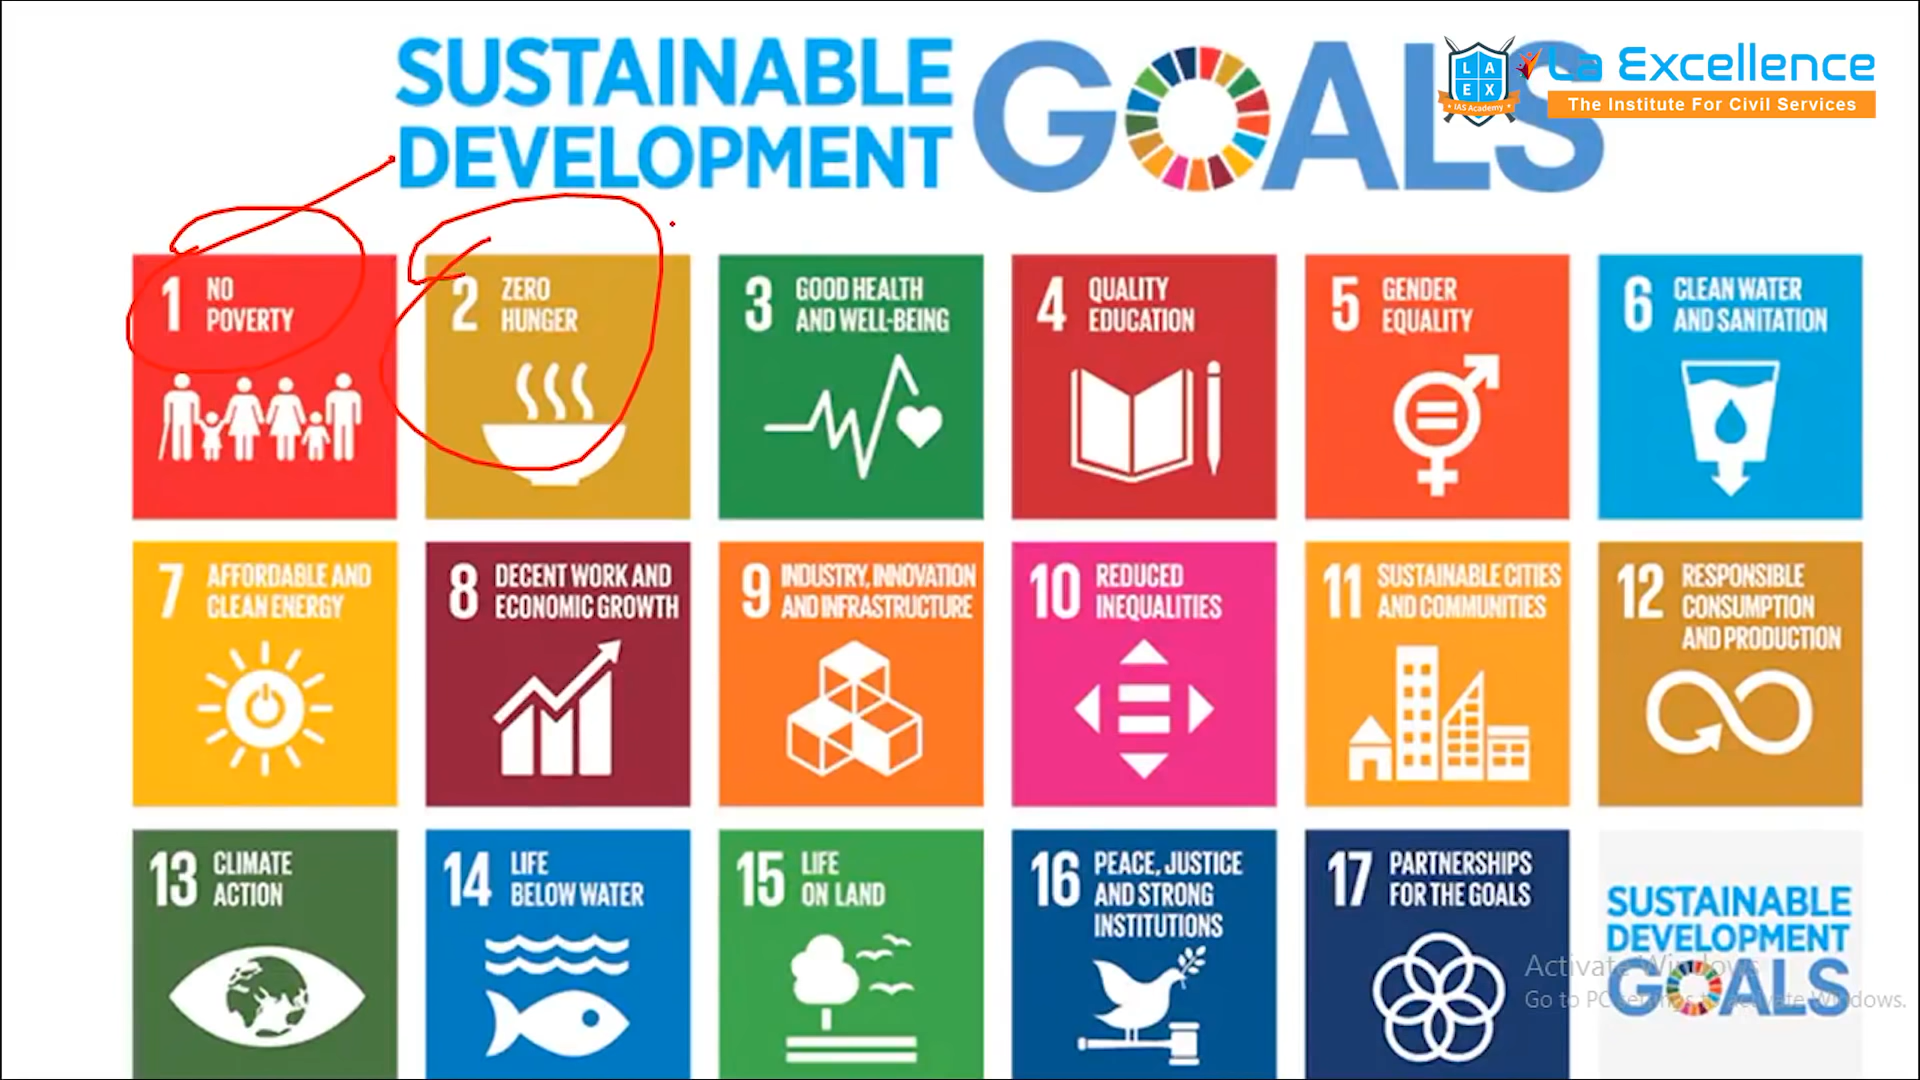 SUSTAINABLE
DEVELOPMENT
GOALS
LA
EX
IAS Academy
La Excellence
The Institute For Civil Services
1 NO
POVERTY
2 ZERO
HUNGER
3 GOOD HEALTH
AND WELL-BEING
4 QUALITY
EDUCATION
5 GENDER
EQUALITY
6 CLEAN WATER
AND SANITATION
7 AFFORDABLE AND
CLEAN ENERGY
8 DECENT WORK AND
ECONOMIC GROWTH
9 INDUSTRY, INNOVATION
AND INFRASTRUCTURE
10 REDUCED
INEQUALITIES
11 SUSTAINABLE CITIES
AND COMMUNITIES
12 RESPONSIBLE
CONSUMPTION
AND PRODUCTION
13 CLIMATE
ACTION
14 LIFE
BELOW WATER
15 LIFE
ON LAND
16 PEACE, JUSTICE
AND STRONG
INSTITUTIONS
17 PARTNERSHIPS
FOR THE GOALS
SUSTAINABLE
DEVELOPMENT
GOALS
Activate Windows
Go to PC settings to activate Windows.